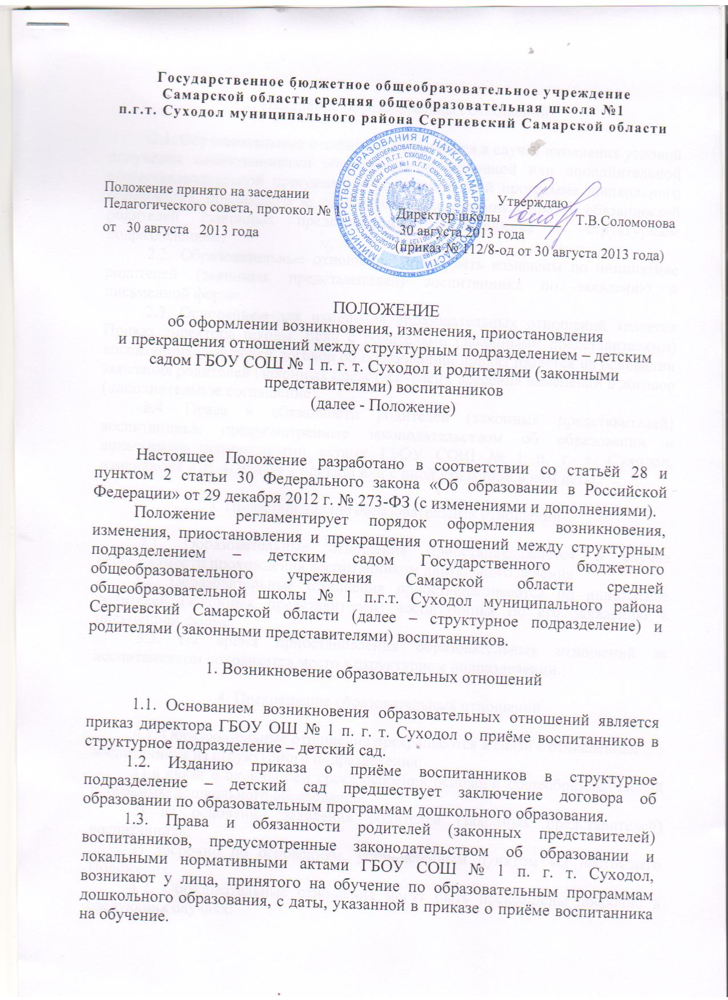 Государственное бюджетное общеобразовательное учреждение
Самарской области средняя общеобразовательная школа №1
п.г.т. Суходол муниципального района Сергиевский Самарской области
Положение принято на заседании
Педагогического совета, протокол № 1
от 30 августа 2013 года
Утверждаю
Директор школы ________ Т.В.Соломонова
30 августа 2013 года
(приказ № 112/8-од от 30 августа 2013 года)
МИНИСТЕРСТВО ОБРАЗОВАНИЯ И НАУКИ САМАРСКОЙ ОБЛАСТИ
ПОЛОЖЕНИЕ
об оформлении возникновения, изменения, приостановления
и прекращения отношений между структурным подразделением – детским
садом ГБОУ СОШ № 1 п. г. т. Суходол и родителями (законными
представителями) воспитанников
(далее - Положение)
Настоящее Положение разработано в соответствии со статьёй 28 и
пунктом 2 статьи 30 Федерального закона «Об образовании в Российской
Федерации» от 29 декабря 2012 г. № 273-ФЗ (с изменениями и дополнениями).
Положение регламентирует порядок оформления возникновения,
изменения, приостановления и прекращения отношений между структурным
подразделением – детским садом Государственного бюджетного
общеобразовательного учреждения Самарской области средней
общеобразовательной школы № 1 п.г.т. Суходол муниципального района
Сергиевский Самарской области (далее – структурное подразделение) и
родителями (законными представителями) воспитанников.
1. Возникновение образовательных отношений
1.1. Основанием возникновения образовательных отношений является
приказ директора ГБОУ ОШ № 1 п. г. т. Суходол о приёме воспитанников в
структурное подразделение – детский сад.
1.2. Изданию приказа о приёме воспитанников в структурное
подразделение – детский сад предшествует заключение договора об
образовании по образовательным программам дошкольного образования.
1.3. Права и обязанности родителей (законных представителей)
воспитанников, предусмотренные законодательством об образовании и
локальными нормативными актами ГБОУ СОШ № 1 п. г. т. Суходол,
возникают у лица, принятого на обучение по образовательным программам
дошкольного образования, с даты, указанной в приказе о приёме воспитанника
на обучение.